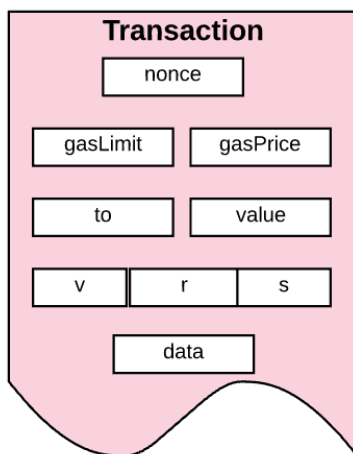 Transaction
nonce
gasLimit gasPrice
to value
v r s
data